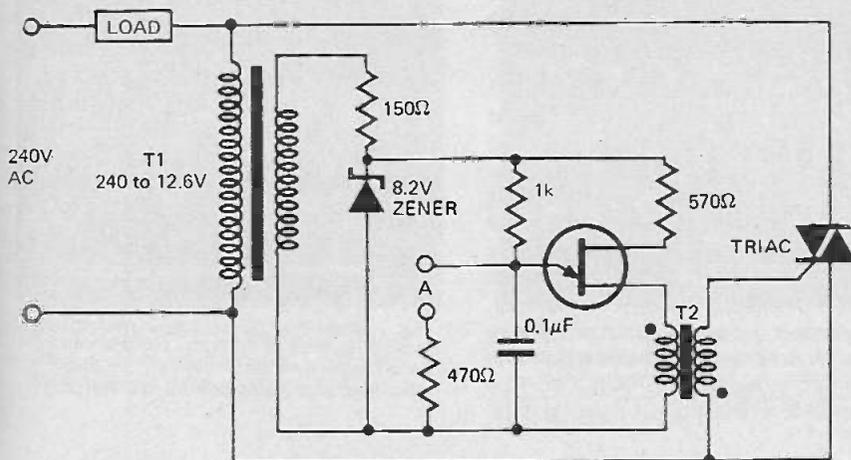 LOAD
240V
AC
T1
240 to 12.6V
150Ω
8.2V
ZENER
1k
570Ω
A
0.1μF
470Ω
T2
TRIAC